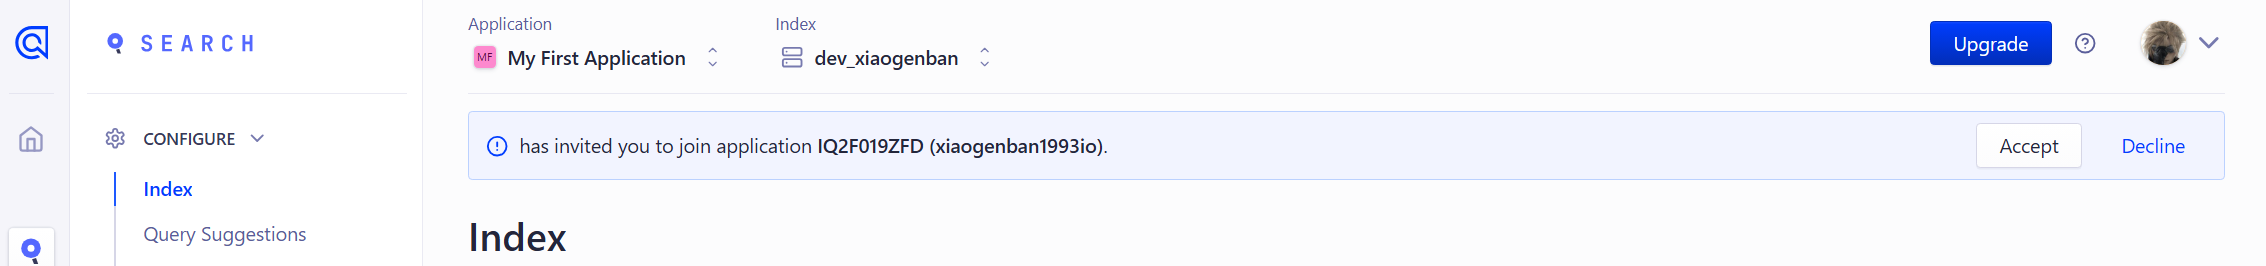 SEARCH
CONFIGURE
Index
Query Suggestions
Application
MF My First Application
Index
dev_xiaogenban
Upgrade
has invited you to join application IQ2F019ZFD (xiaogenban1993io).
Accept
Decline
Index